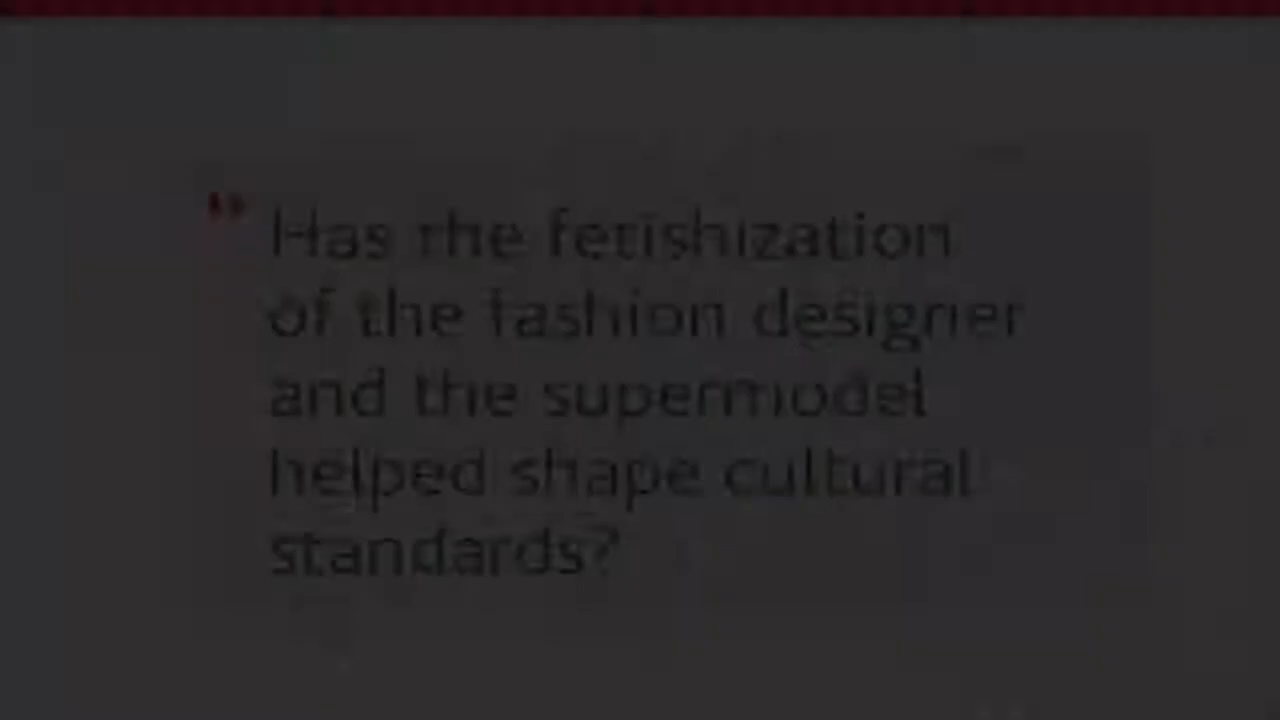 " Has the fetishization
of the fashion designer
and the supermodel
helped shape cultural
standards?